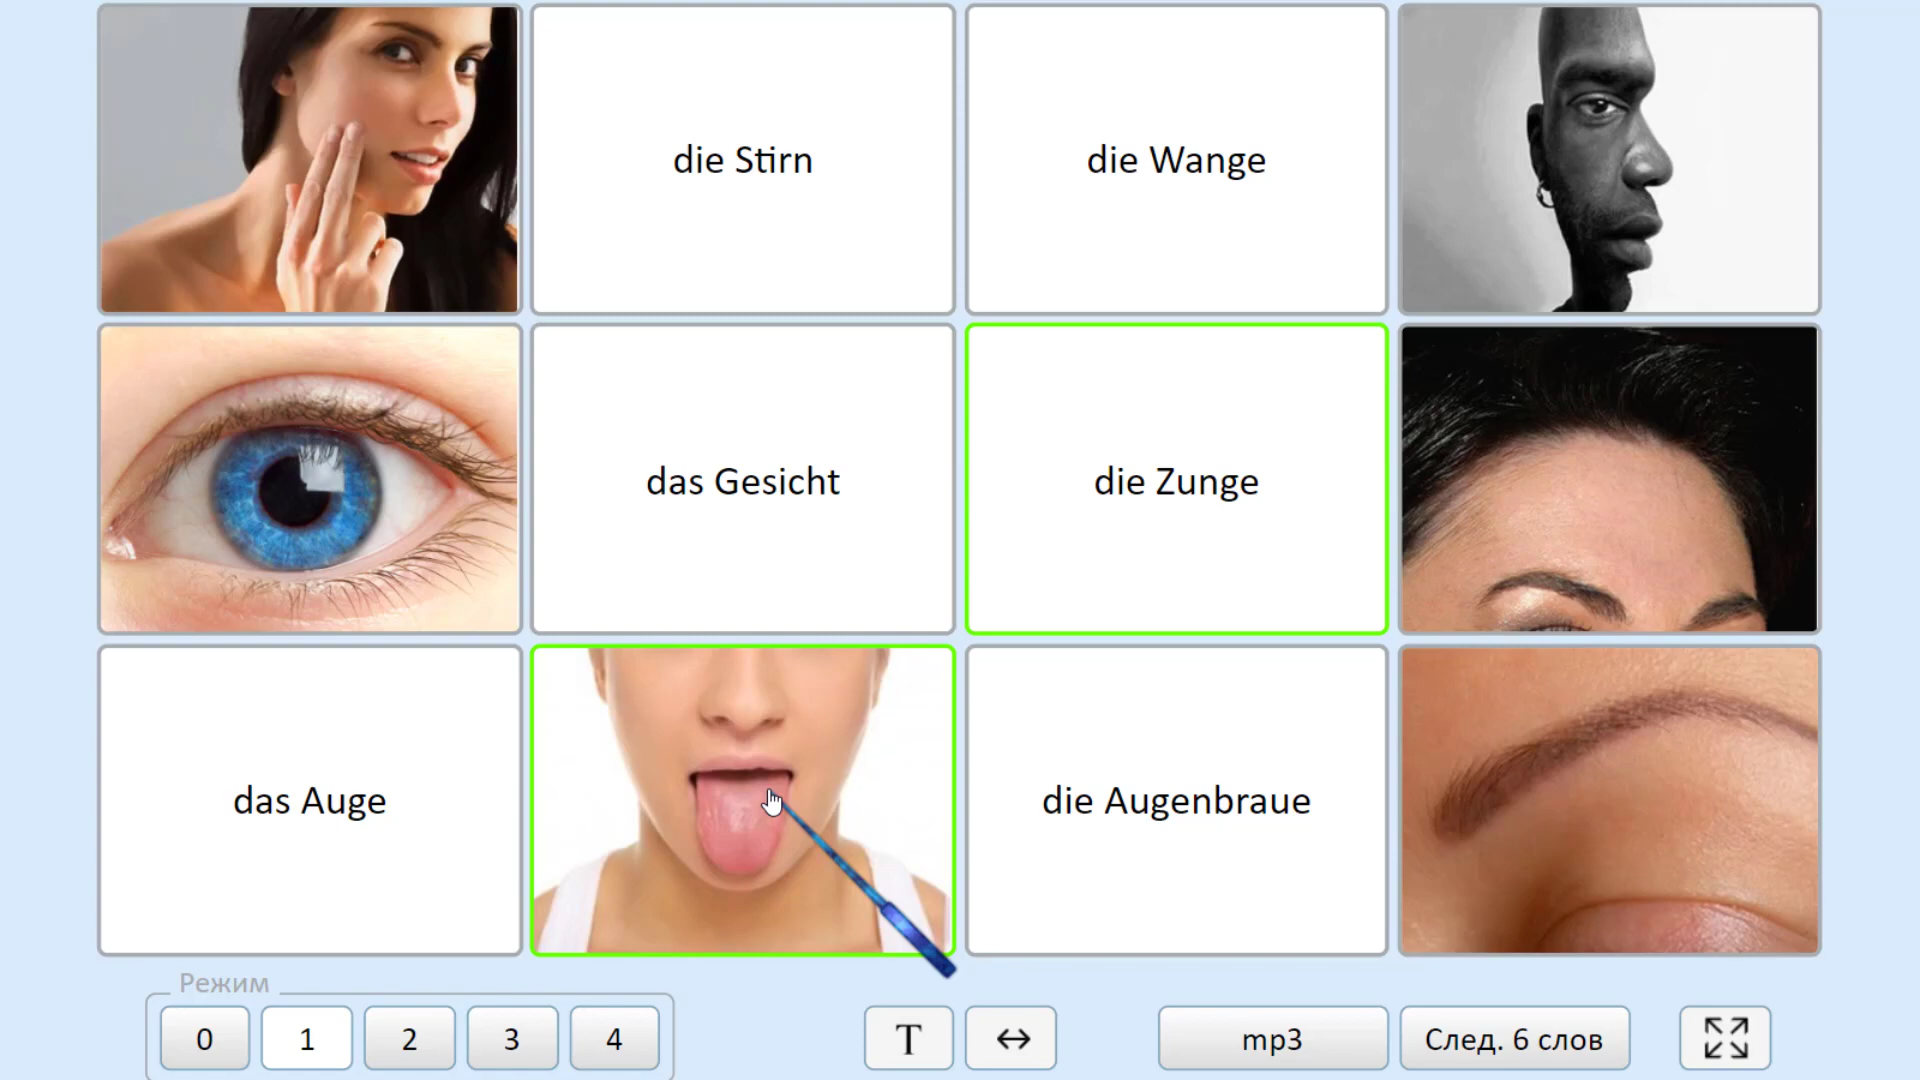 die Stirn
die Wange
das Gesicht
die Zunge
das Auge
die Augenbraue
Режим
0
1
2
3
4
T
mp3
След. 6 слов